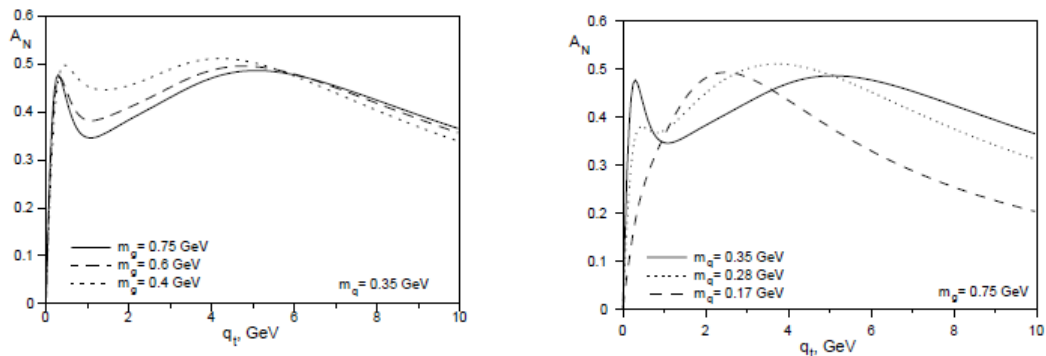 0.6
A_N
0.5
0.4
0.3
0.2
0.1
0
m_g= 0.75 GeV
m_g= 0.6 GeV
m_g= 0.4 GeV
m_q= 0.35 GeV
0 2 4 6 8 10
q_t, GeV
0.6
A_N
0.5
0.4
0.3
0.2
0.1
0
m_q= 0.35 GeV
m_q= 0.28 GeV
m_q= 0.17 GeV
m_g= 0.75 GeV
0 2 4 6 8 10
q_t, GeV